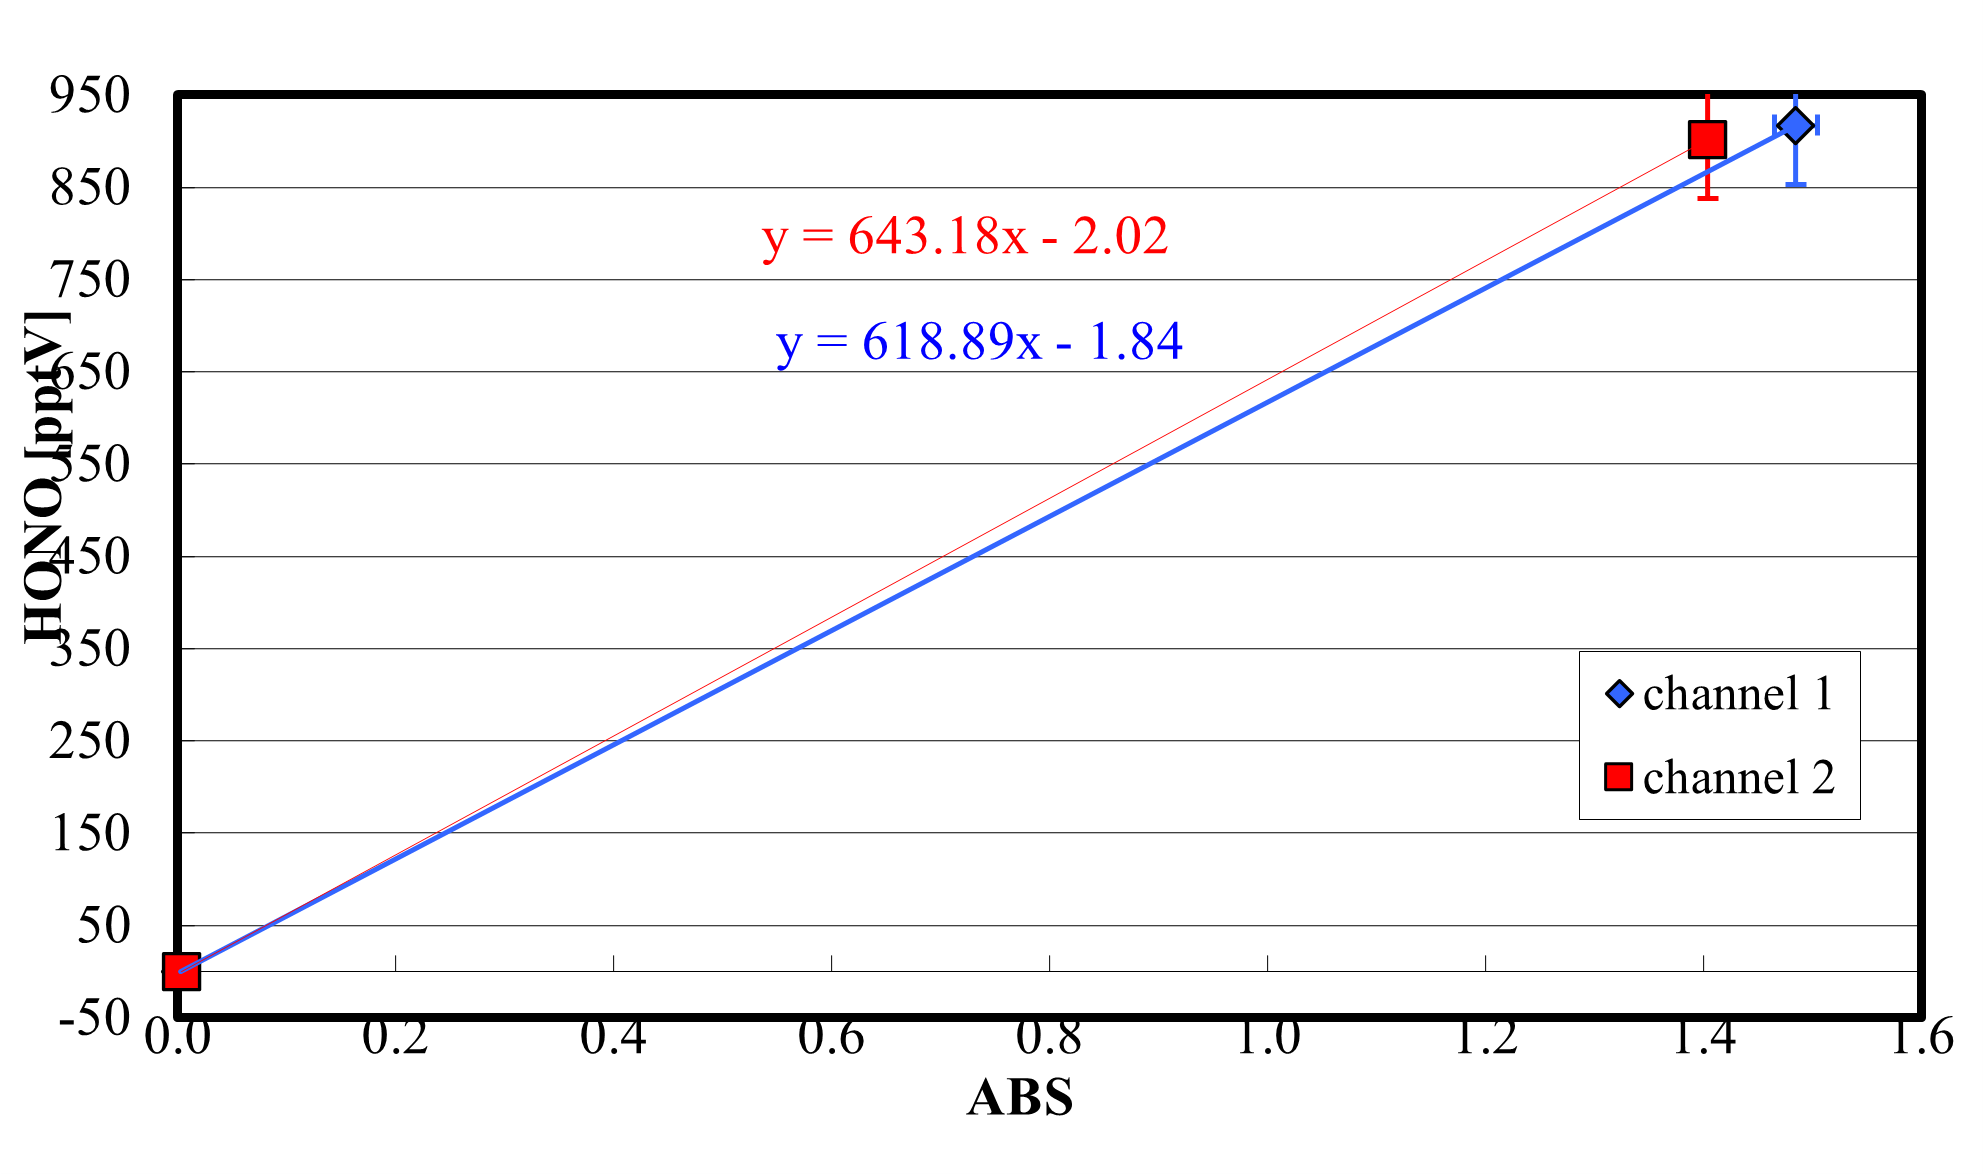 950
850
750
650
550
450
350
250
150
50
-50
HONO [pptV]
y = 643.18x - 2.02
y = 618.89x - 1.84
channel 1
channel 2
0.0 0.2 0.4 0.6 0.8 1.0 1.2 1.4 1.6
ABS